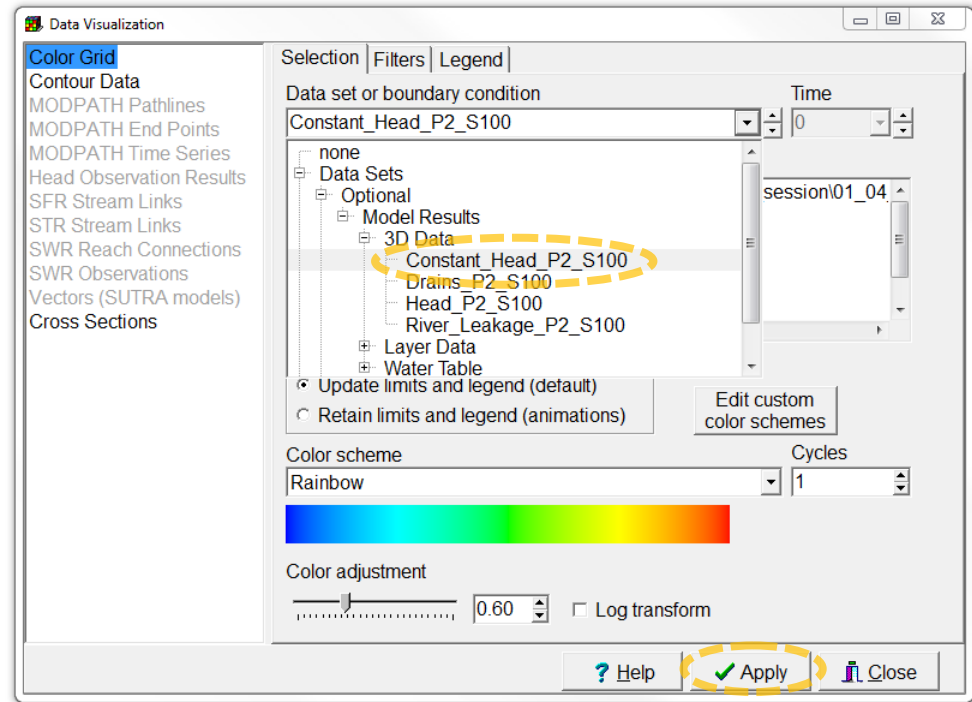 Data Visualization
Color Grid
Contour Data
MODPATH Pathlines
MODPATH End Points
MODPATH Time Series
Head Observation Results
SFR Stream Links
STR Stream Links
SWR Reach Connections
SWR Observations
Vectors (SUTRA models)
Cross Sections
Selection Filters Legend
Data set or boundary condition Time
Constant_Head_P2_S100 0
none
Data Sets
Optional
Model Results
3D Data
Constant_Head_P2_S100
Drains_P2_S100
Head_P2_S100
River_Leakage_P2_S100
Layer Data
Water Table
session\01_04_
Update limits and legend (default)
Retain limits and legend (animations)
Edit custom
color schemes
Color scheme Cycles
Rainbow 1
Color adjustment
0.60 Log transform
? Help Apply Close